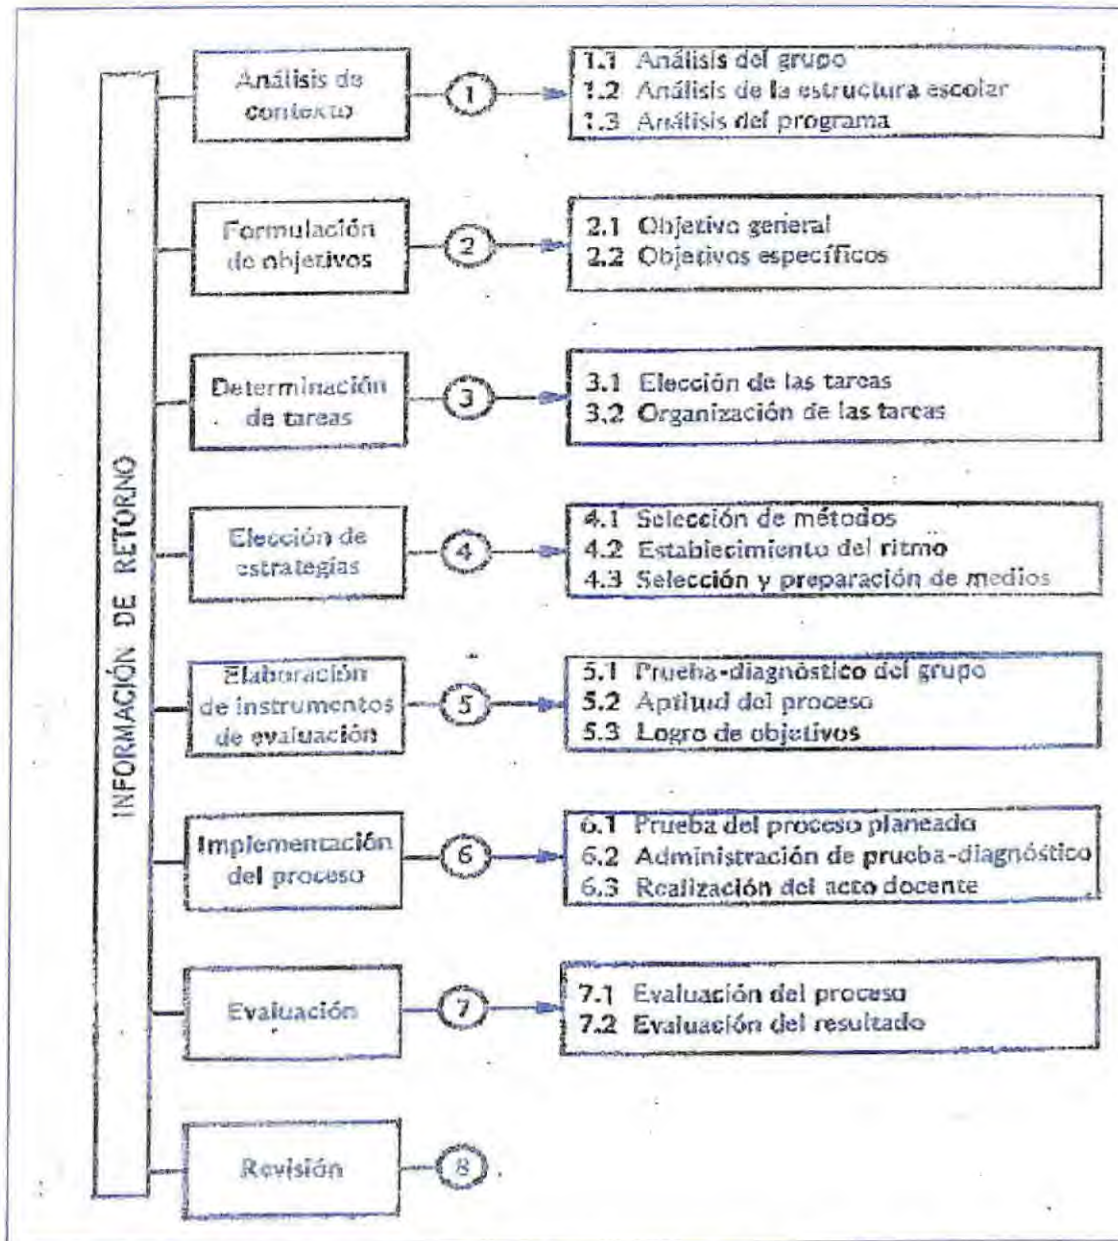 INFORMACIÓN DE RETORNO
Análisis de
contexto
1
1.1 Análisis del grupo
1.2 Análisis de la estructura escolar
1.3 Análisis del programa
Formulación
de objetivos
2
2.1 Objetivo general
2.2 Objetivos específicos
Determinación
de tareas
3
3.1 Elección de las tareas
3.2 Organización de las tareas
Elección de
estrategias
4
4.1 Selección de métodos
4.2 Establecimiento del ritmo
4.3 Selección y preparación de medios
Elaboración
de instrumentos
de evaluación
5
5.1 Prueba-diagnóstico del grupo
5.2 Aptitud del proceso
5.3 Logro de objetivos
Implementación
del proceso
6
6.1 Prueba del proceso planeado
6.2 Administración de prueba-diagnóstico
6.3 Realización del acto docente
Evaluación
7
7.1 Evaluación del proceso
7.2 Evaluación del resultado
Revisión
8